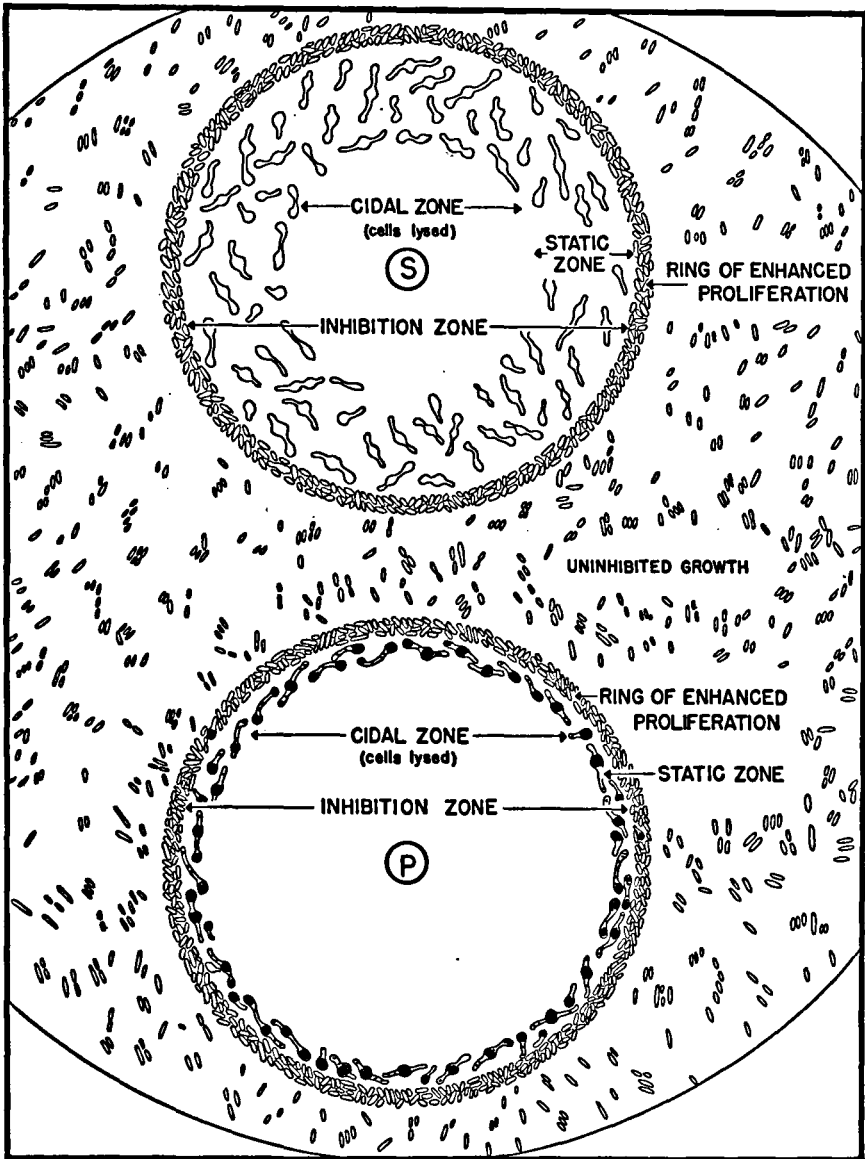 CIDAL ZONE
(cells lysed)
S
STATIC
ZONE
RING OF ENHANCED
PROLIFERATION
INHIBITION ZONE
UNINHIBITED GROWTH
RING OF ENHANCED
PROLIFERATION
CIDAL ZONE
(cells lysed)
STATIC ZONE
INHIBITION ZONE
P